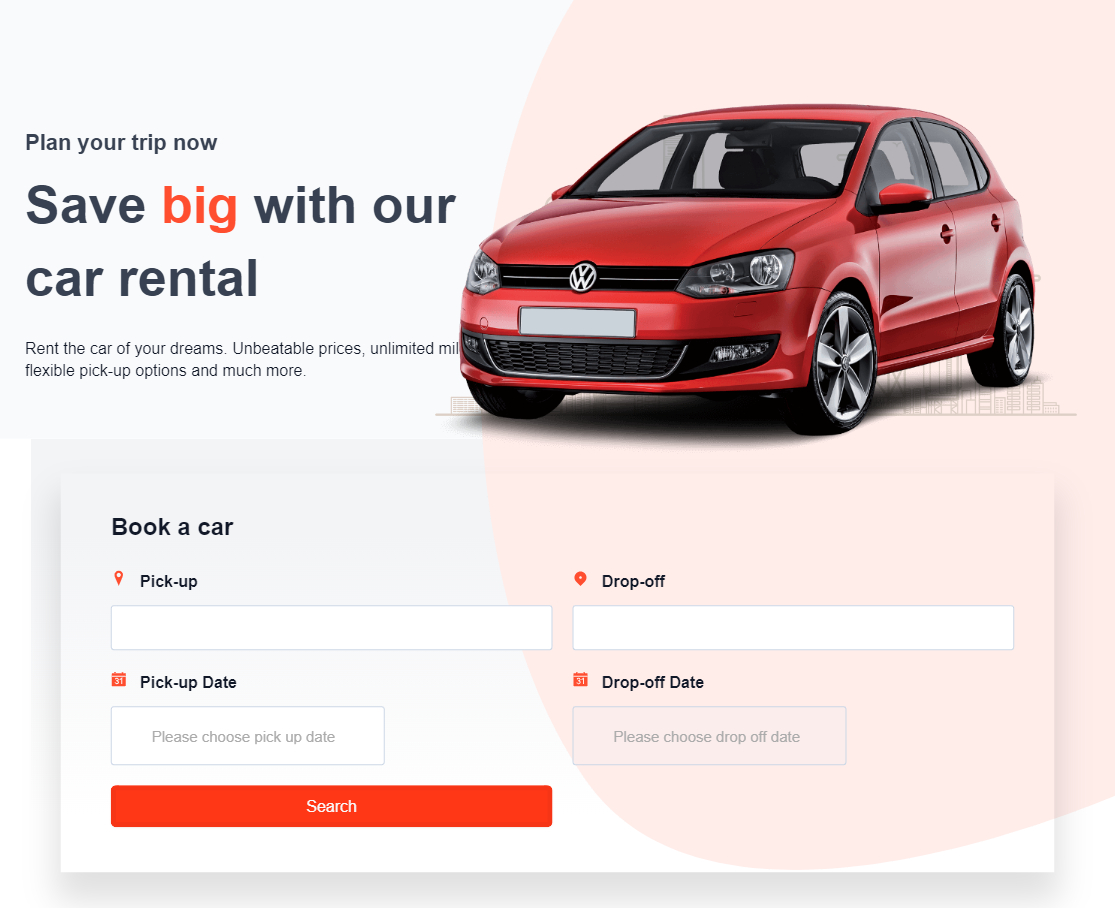 Plan your trip now
Save big with our
car rental
Rent the car of your dreams. Unbeatable prices, unlimited mil
flexible pick-up options and much more.
Book a car
Pick-up
Drop-off
31 Pick-up Date
31 Drop-off Date
Please choose pick up date
Please choose drop off date
Search